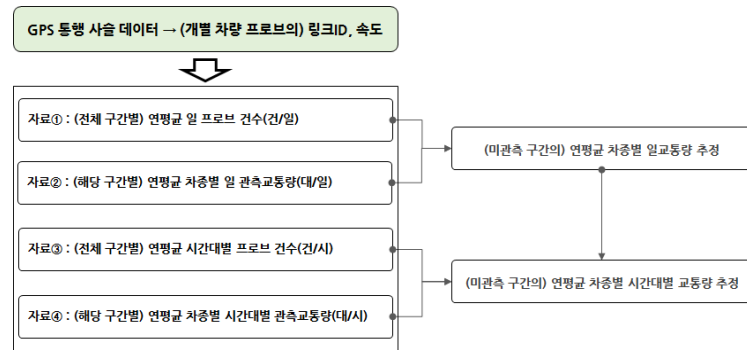 GPS 통행 사슬 데이터 → (개별 차량 프로브의) 링크ID, 속도
자료① : (전체 구간별) 연평균 일 프로브 건수(건/일)
자료② : (해당 구간별) 연평균 차종별 일 관측교통량(대/일)
(미관측 구간의) 연평균 차종별 일교통량 추정
자료③ : (전체 구간별) 연평균 시간대별 프로브 건수(건/시)
자료④ : (해당 구간별) 연평균 차종별 시간대별 관측교통량(대/시)
(미관측 구간의) 연평균 차종별 시간대별 교통량 추정